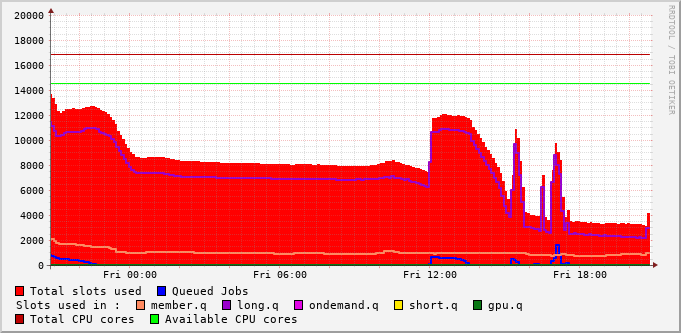 RRDTOOL / TOBI OETIKER
20000
18000
16000
14000
12000
10000
8000
6000
4000
2000
0
Fri 00:00 Fri 06:00 Fri 12:00 Fri 18:00
Total slots used Queued Jobs
Slots used in : member.q long.q ondemand.q short.q gpu.q
Total CPU cores Available CPU cores